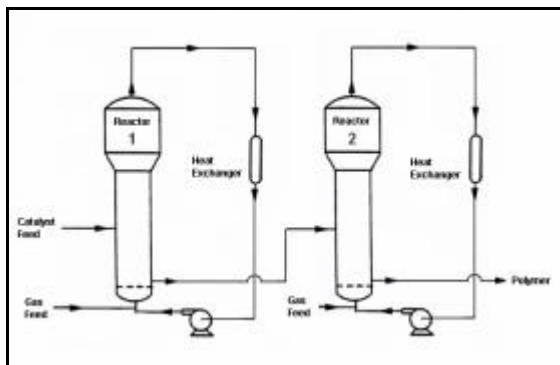 Reactor
1
Heat
Exchanger
Catalyst
Feed
Gas
Feed
Reactor
2
Heat
Exchanger
Gas
Feed
Polymer